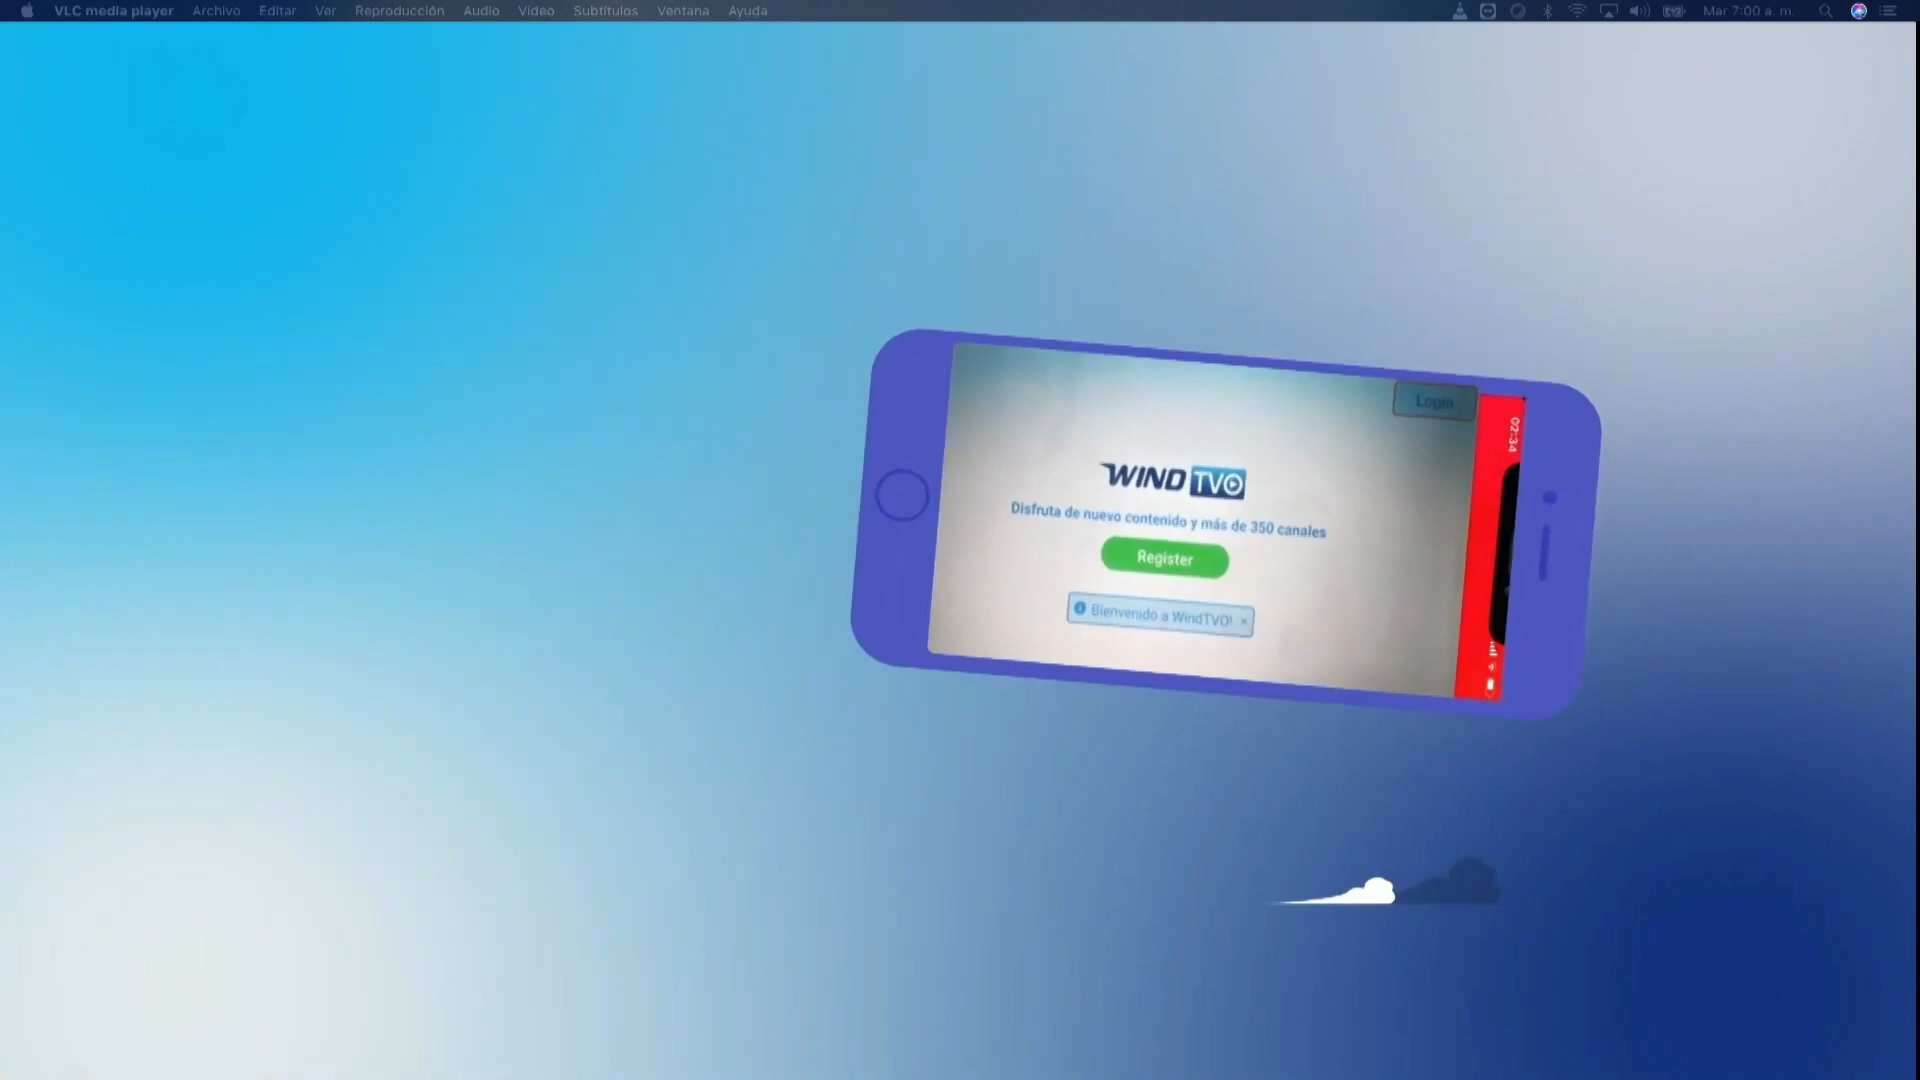 VLC media player Archivo Editar Ver Reproducción Audio Vídeo Subtítulos Ventana Ayuda Mar 7:00 a. m.
Login
02:34
WIND TVO
Disfruta de nuevo contenido y más de 350 canales
Register
Bienvenido a WindTVO! ×